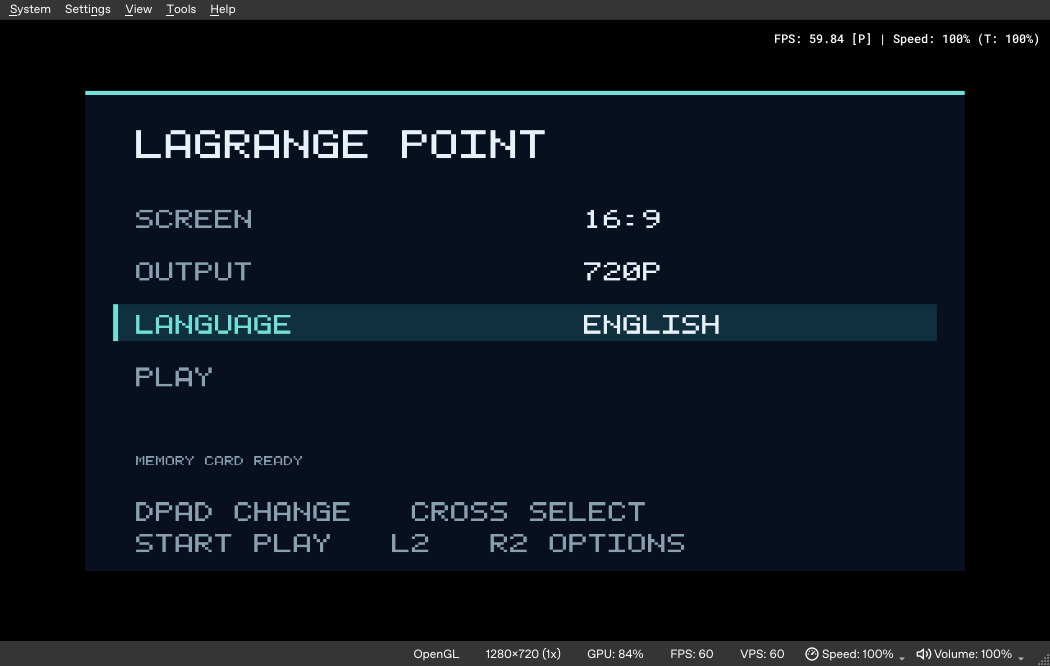 System Settings View Tools Help
FPS: 59.84 [P] | Speed: 100% (T: 100%)
LAGRANGE POINT
SCREEN 16:9
OUTPUT 720P
LANGUAGE ENGLISH
PLAY
MEMORY CARD READY
DPAD CHANGE CROSS SELECT
START PLAY L2 R2 OPTIONS
OpenGL 1280×720 (1x) GPU: 84% FPS: 60 VPS: 60 Speed: 100% Volume: 100%